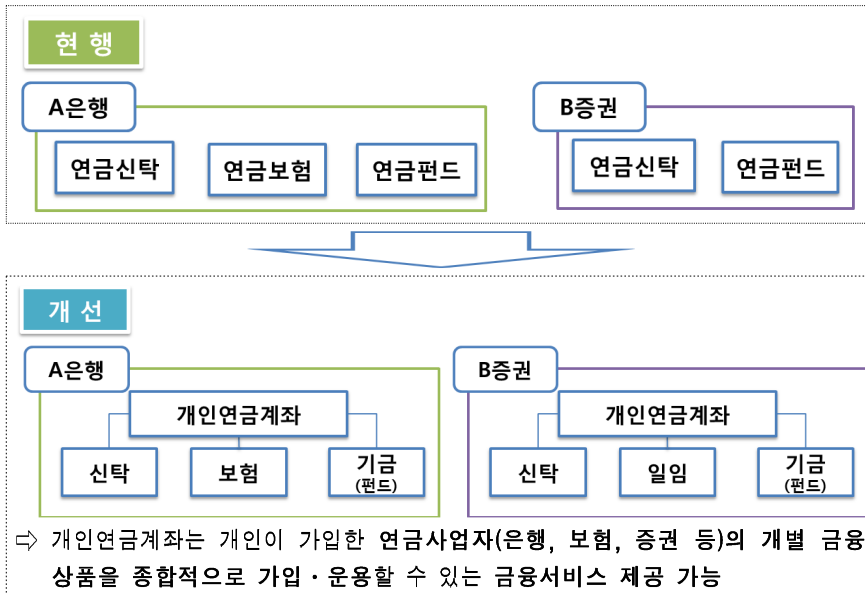 현 행
A은행
B증권
연금신탁 연금보험 연금펀드
연금신탁 연금펀드
개 선
A은행
B증권
개인연금계좌
개인연금계좌
신탁 보험 기금
(펀드)
신탁 일임 기금
(펀드)
⇨ 개인연금계좌는 개인이 가입한 연금사업자(은행, 보험, 증권 등)의 개별 금융
상품을 종합적으로 가입·운용할 수 있는 금융서비스 제공 가능